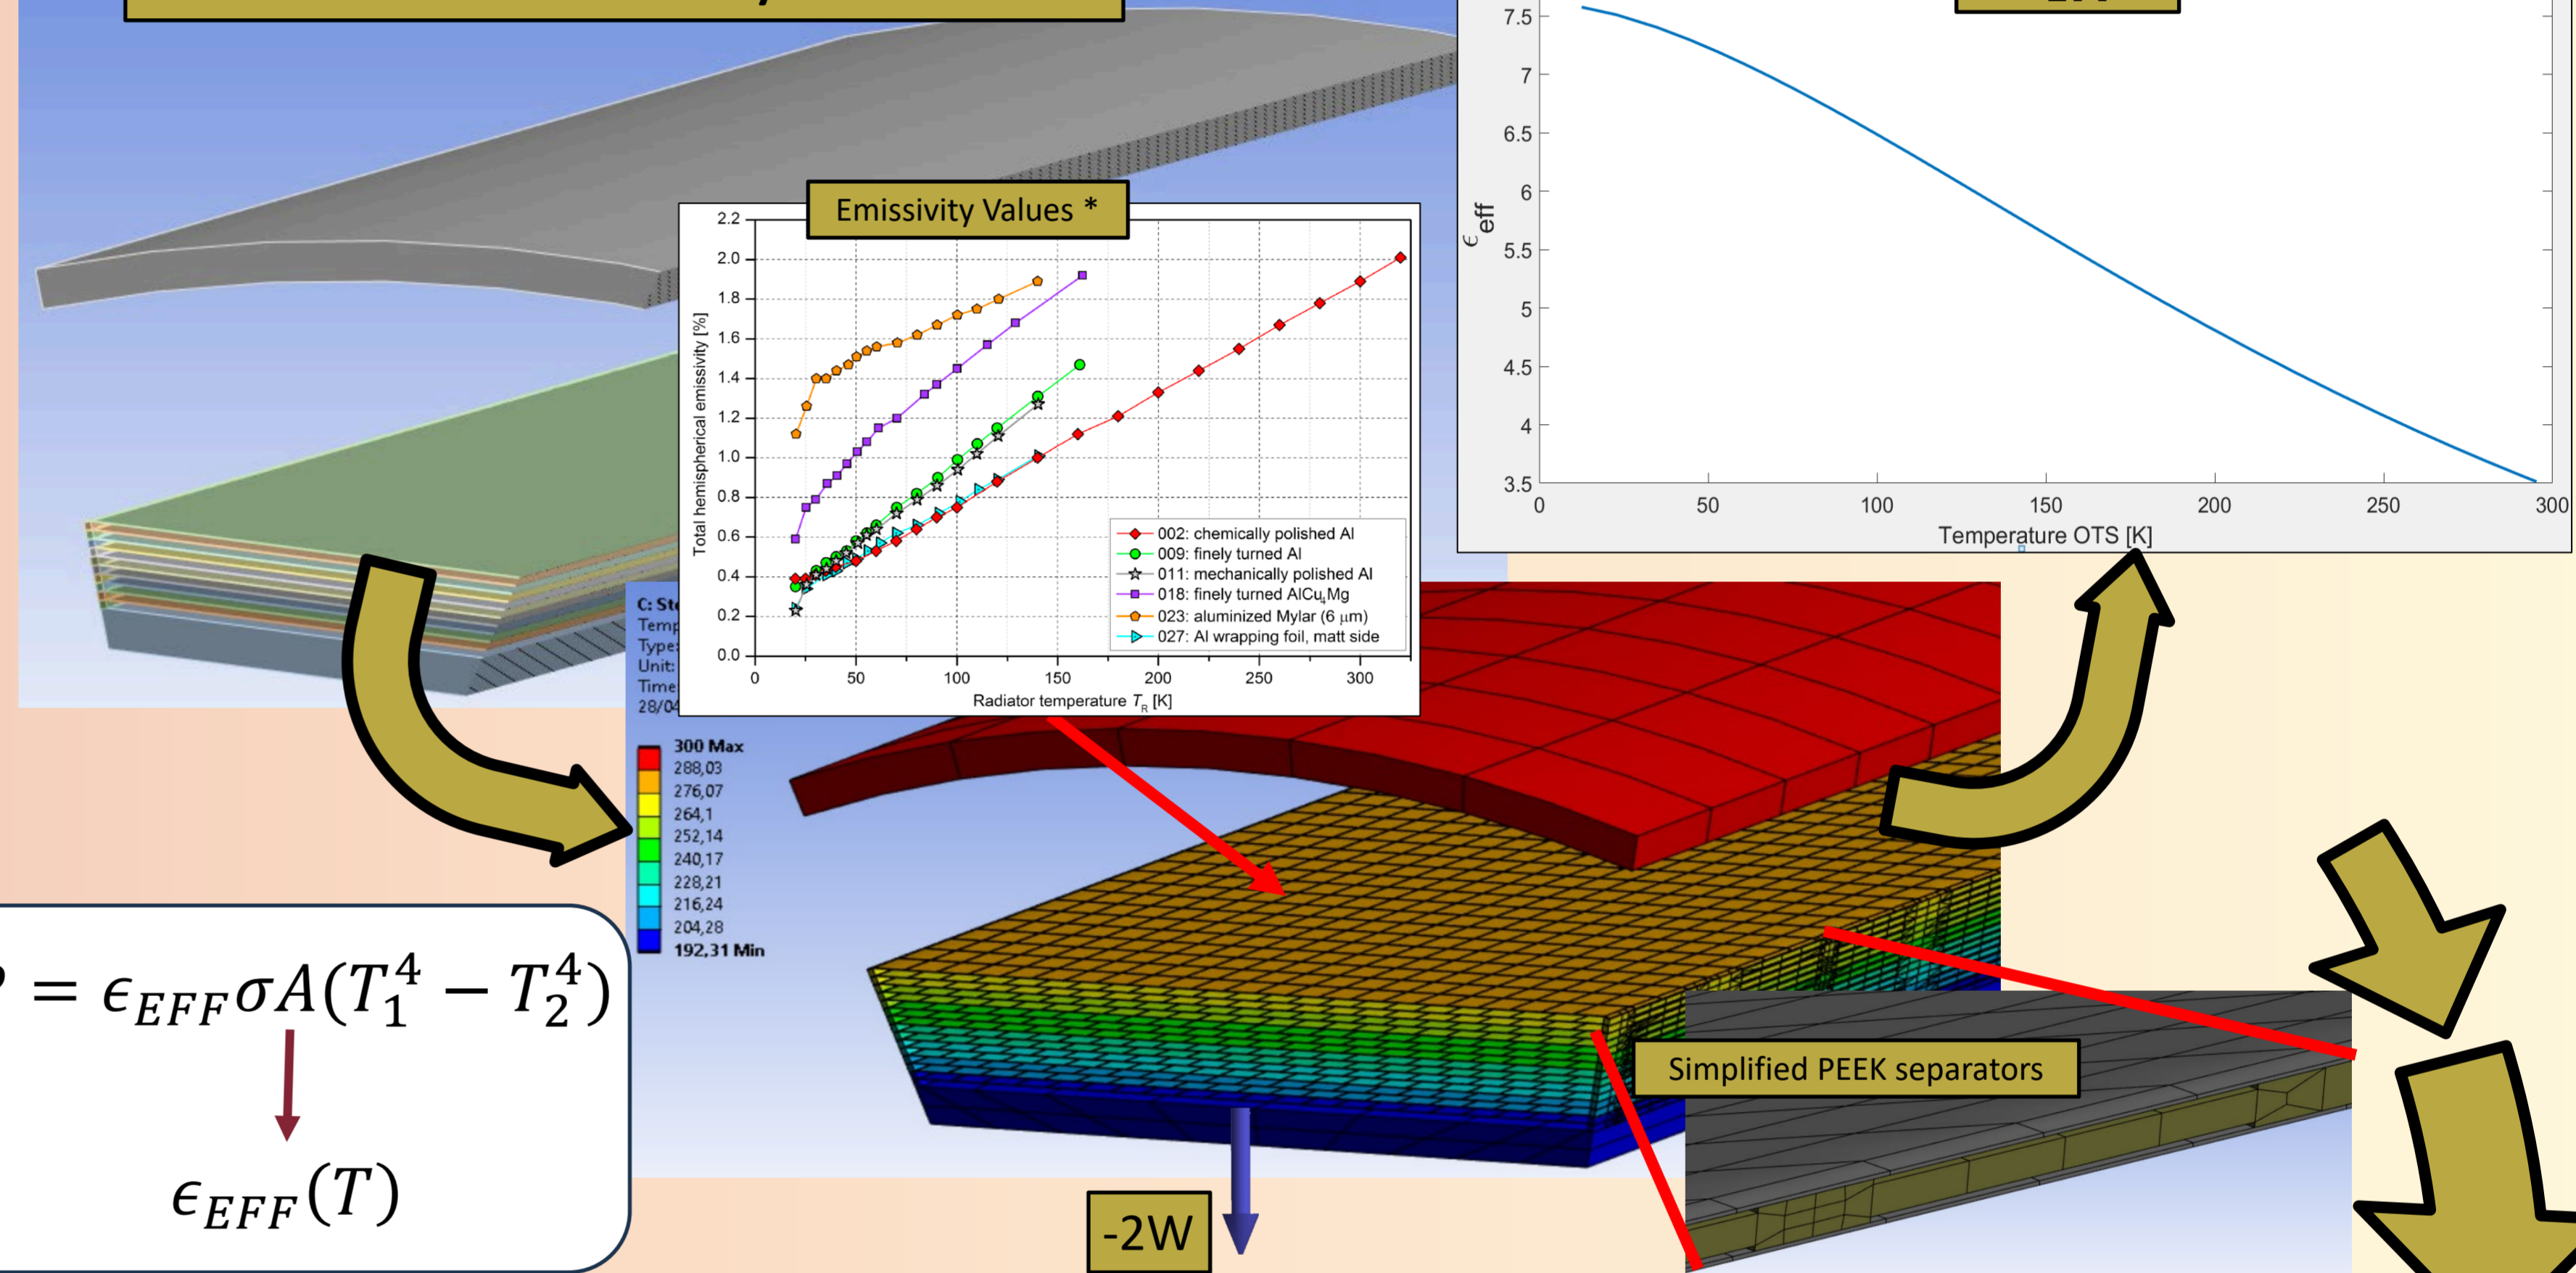 Emissivity Values *
2.2
2.0
1.8
1.6
1.4
1.2
1.0
0.8
0.6
0.4
0.2
0.0
Total hemispherical emissivity [%]
0 50 100 150 200 250 300
Radiator temperature T_R [K]
002: chemically polished Al
009: finely turned Al
011: mechanically polished Al
018: finely turned AlCu₄Mg
023: aluminized Mylar (6 μm)
027: Al wrapping foil, matt side
7.5
7
6.5
6
5.5
5
4.5
4
3.5
ϵeff
0 50 100 150 200 250 300
Temperature OTS [K]
C:
Type:
Unit:
Time
300 Max
288,03
276,07
264,1
252,14
240,17
228,21
216,24
204,28
192,31 Min
= ϵ_EFF σA(T₁⁴ − T₂⁴)
ϵ_EFF(T)
Simplified PEEK separators
-2W